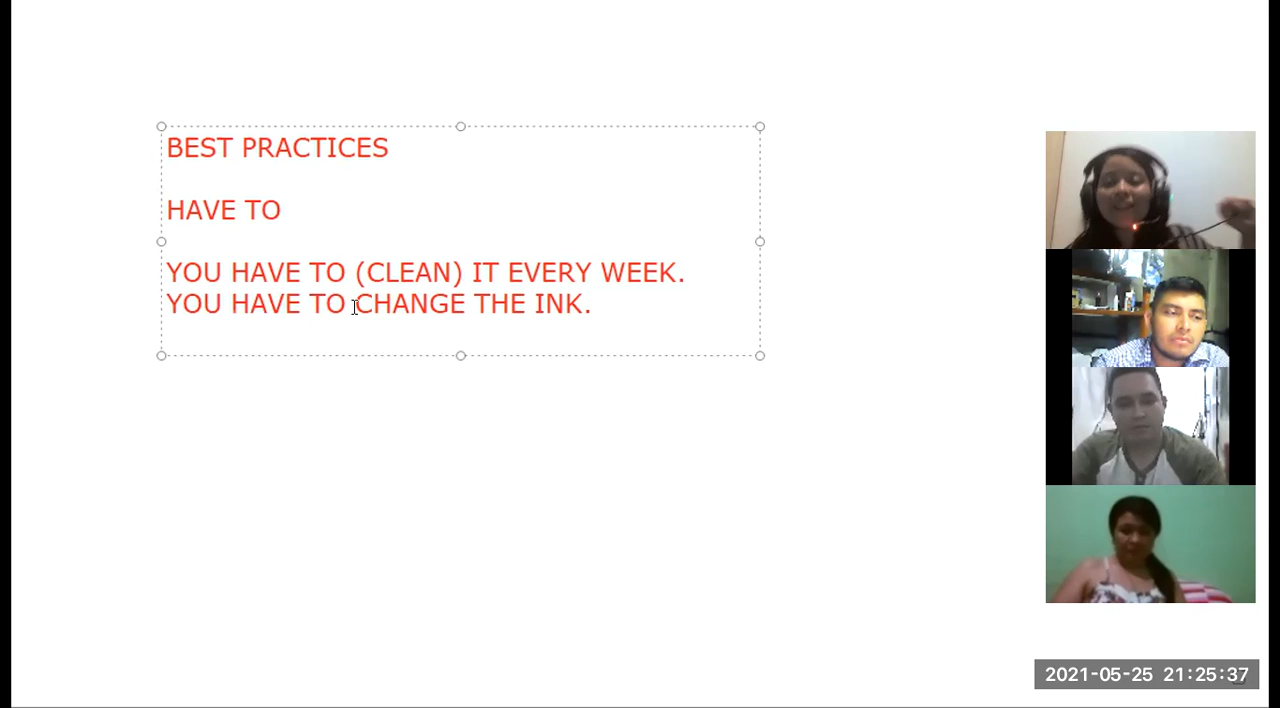 BEST PRACTICES
HAVE TO
YOU HAVE TO (CLEAN) IT EVERY WEEK.
YOU HAVE TO CHANGE THE INK.
2021-05-25 21:25:37